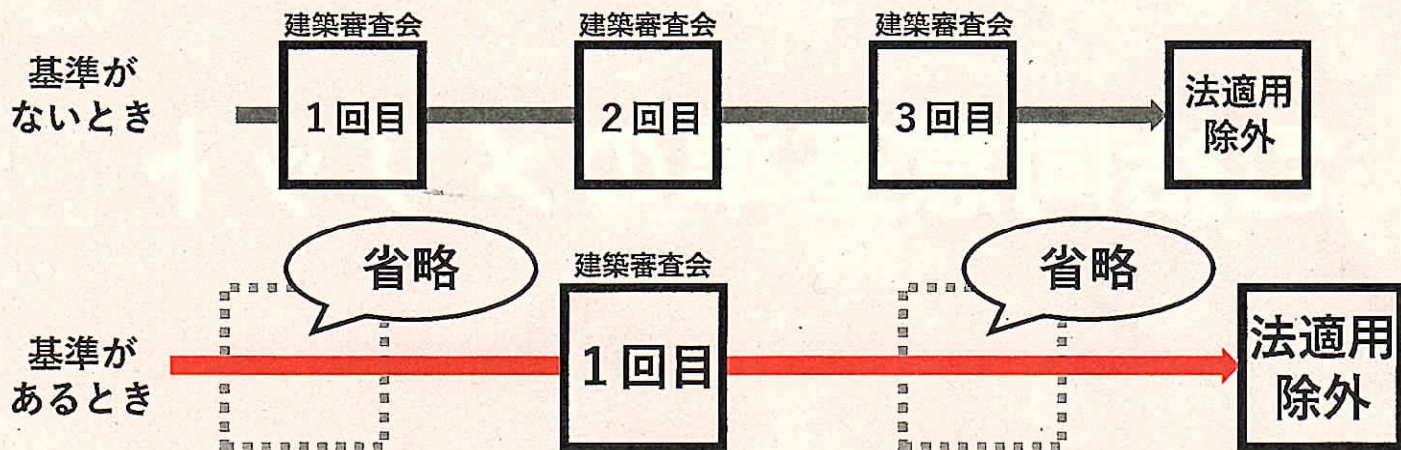 建築審査会
建築審査会
建築審査会
基準が
ないとき
1回目
2回目
3回目
法適用
除外
省略
省略
建築審査会
基準が
あるとき
1回目
法適用
除外